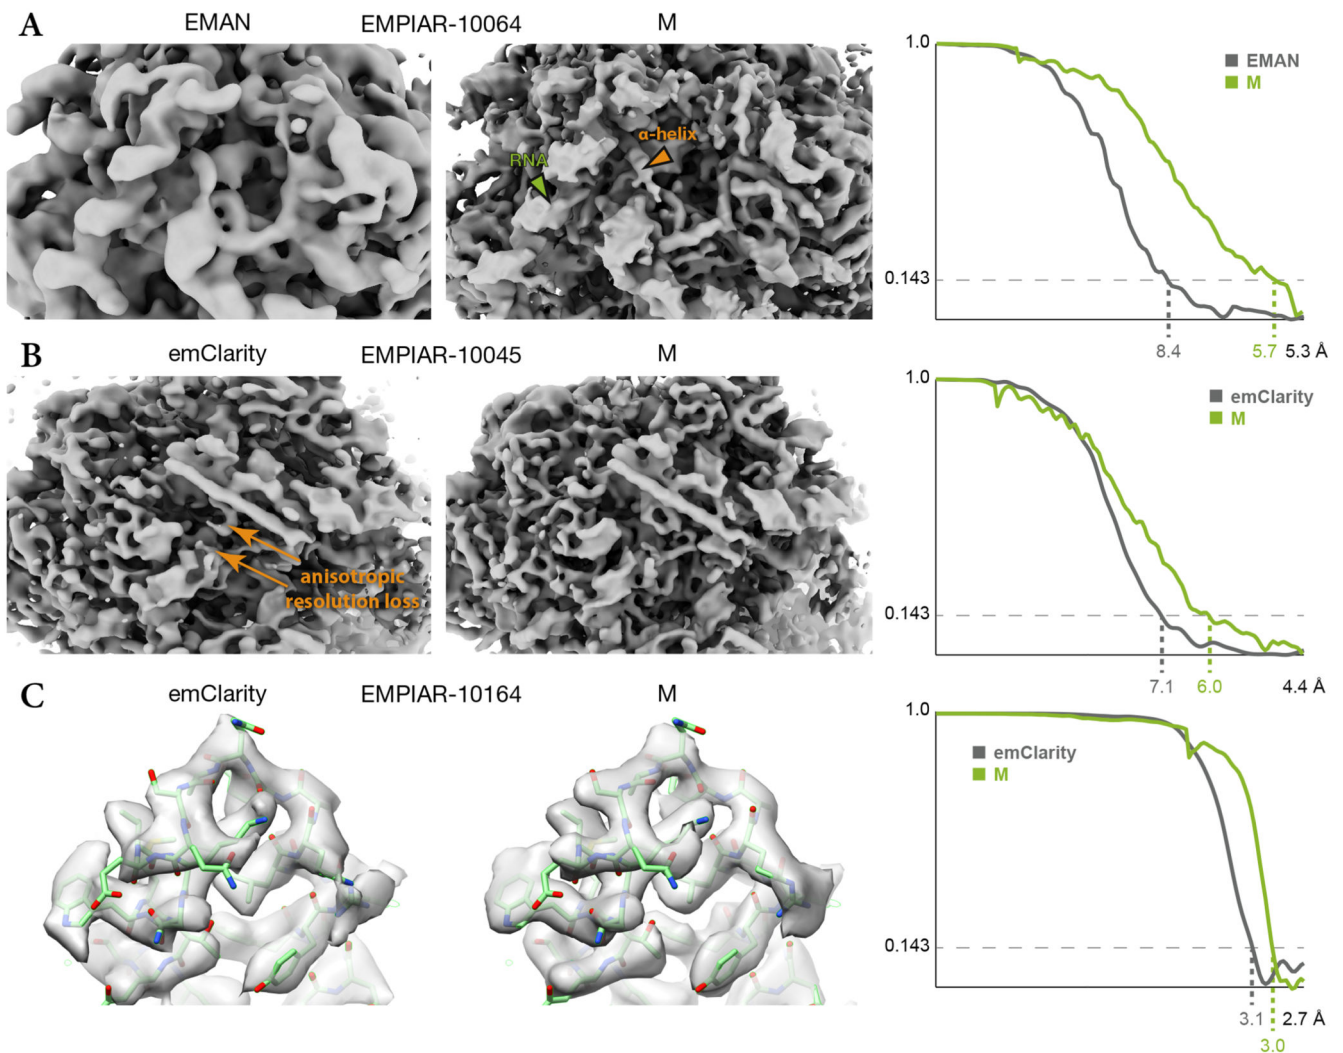 A
EMAN EMPIAR-10064 M
α-helix
RNA
1.0
EMAN
M
0.143
8.4 5.7 5.3 Å
B
emClarity EMPIAR-10045 M
anisotropic
resolution loss
1.0
emClarity
M
0.143
7.1 6.0 4.4 Å
C
emClarity EMPIAR-10164 M
1.0
emClarity
M
0.143
3.1 2.7 Å
3.0